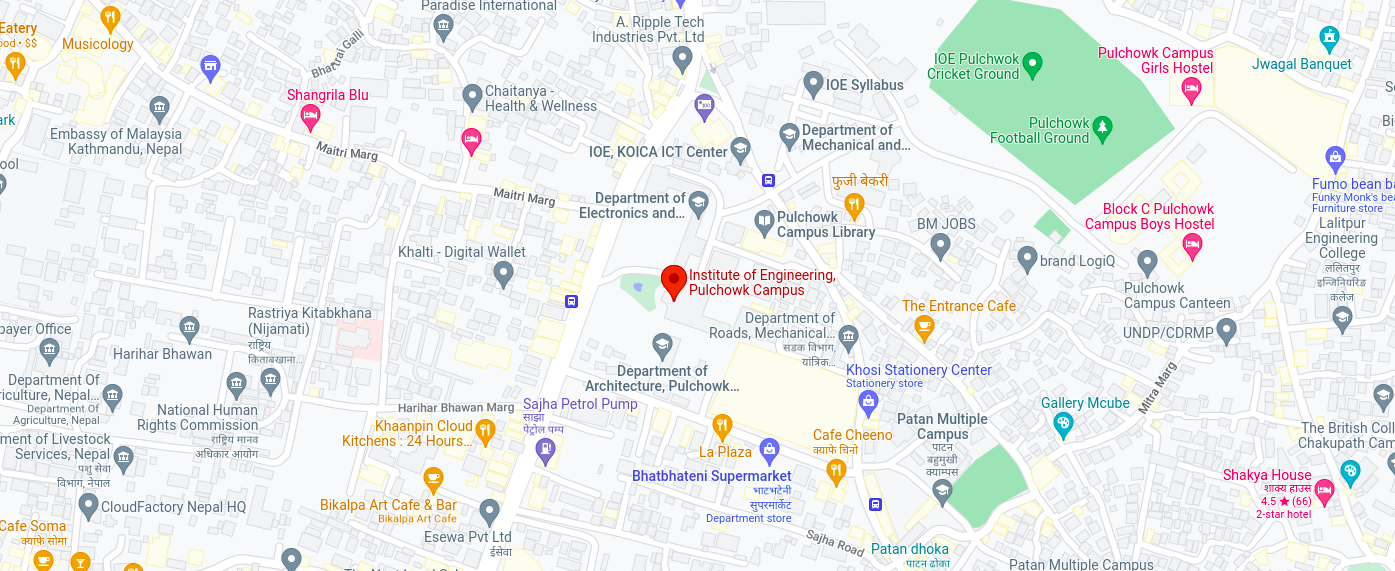 Paradise International
A. Ripple Tech
Industries Pvt. Ltd
Eatery
ood • $$
Musicology
Bhattrai Galli
IOE Pulchwok
Cricket Ground
Pulchowk Campus
Girls Hostel
Jwagal Banquet
Shangrila Blu
Chaitanya -
Health & Wellness
IOE Syllabus
Embassy of Malaysia
Kathmandu, Nepal
ark
Maitri Marg
IOE, KOICA ICT Center
Department of
Mechanical and...
Pulchowk
Football Ground
ool
Maitri Marg
Department of
Electronics and...
फुजी बेकरी
Fumo bean ba
Funky Monk's bea
Furniture store
Pulchowk
Campus Library
BM JOBS
Block C Pulchowk
Campus Boys Hostel
Lalitpur
Engineering
College
ललितपुर
इन्जिनियरिङ
कलेज
Khalti - Digital Wallet
brand LogiQ
Institute of Engineering,
Pulchowk Campus
Pulchowk
Campus Canteen
The Entrance Cafe
Rastriya Kitabkhana
(Nijamati)
राष्ट्रिय
किताबखाना...
payer Office
Harihar Bhawan
Department of
Roads, Mechanical...
सडक विभाग,
यांत्रिक...
UNDP/CDRMP
Department of
Architecture, Pulchowk...
Khosi Stationery Center
Stationery store
Mitra Marg
Department Of
riculture, Nepal...
Department Of
Agriculture, Nepal
National Human
Rights Commission
राष्ट्रिय मानव
अधिकार आयोग
Harihar Bhawan Marg
Sajha Petrol Pump
साझा
पेट्रोल पम्प
Gallery Mcube
Patan Multiple
Campus
पाटन
बहुमुखी
क्याम्पस
Khaanpin Cloud
Kitchens : 24 Hours...
La Plaza
Cafe Cheeno
क्याफे चिनो
The British Coll
Chakupath Cam
ment of Livestock
Services, Nepal
पशु सेवा
विभाग, नेपाल
Bhatbhateni Supermarket
भाटभटेनी
सुपरमार्केट
Department store
Shakya House
शाक्य हाउस
4.5 ★ (66)
2-star hotel
CloudFactory Nepal HQ
Bikalpa Art Cafe & Bar
Bikalpa Art Cafe
Cafe Soma
क्याफे सोमा
Esewa Pvt Ltd
ईसेवा
Sajha Road
Patan dhoka
पाटन ढोका
Patan Multiple Campus